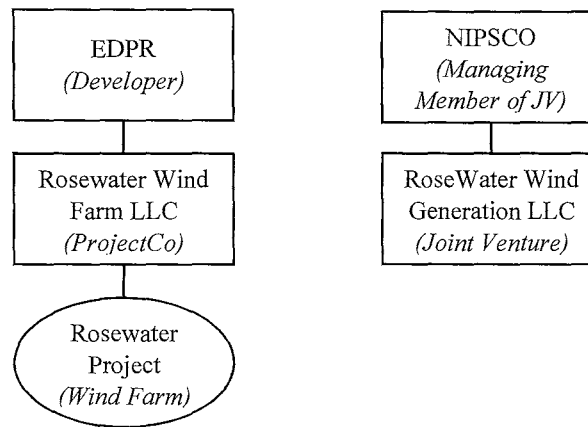 EDPR
(Developer)
NIPSCO
(Managing
Member of JV)
Rosewater Wind
Farm LLC
(ProjectCo)
RoseWater Wind
Generation LLC
(Joint Venture)
Rosewater
Project
(Wind Farm)